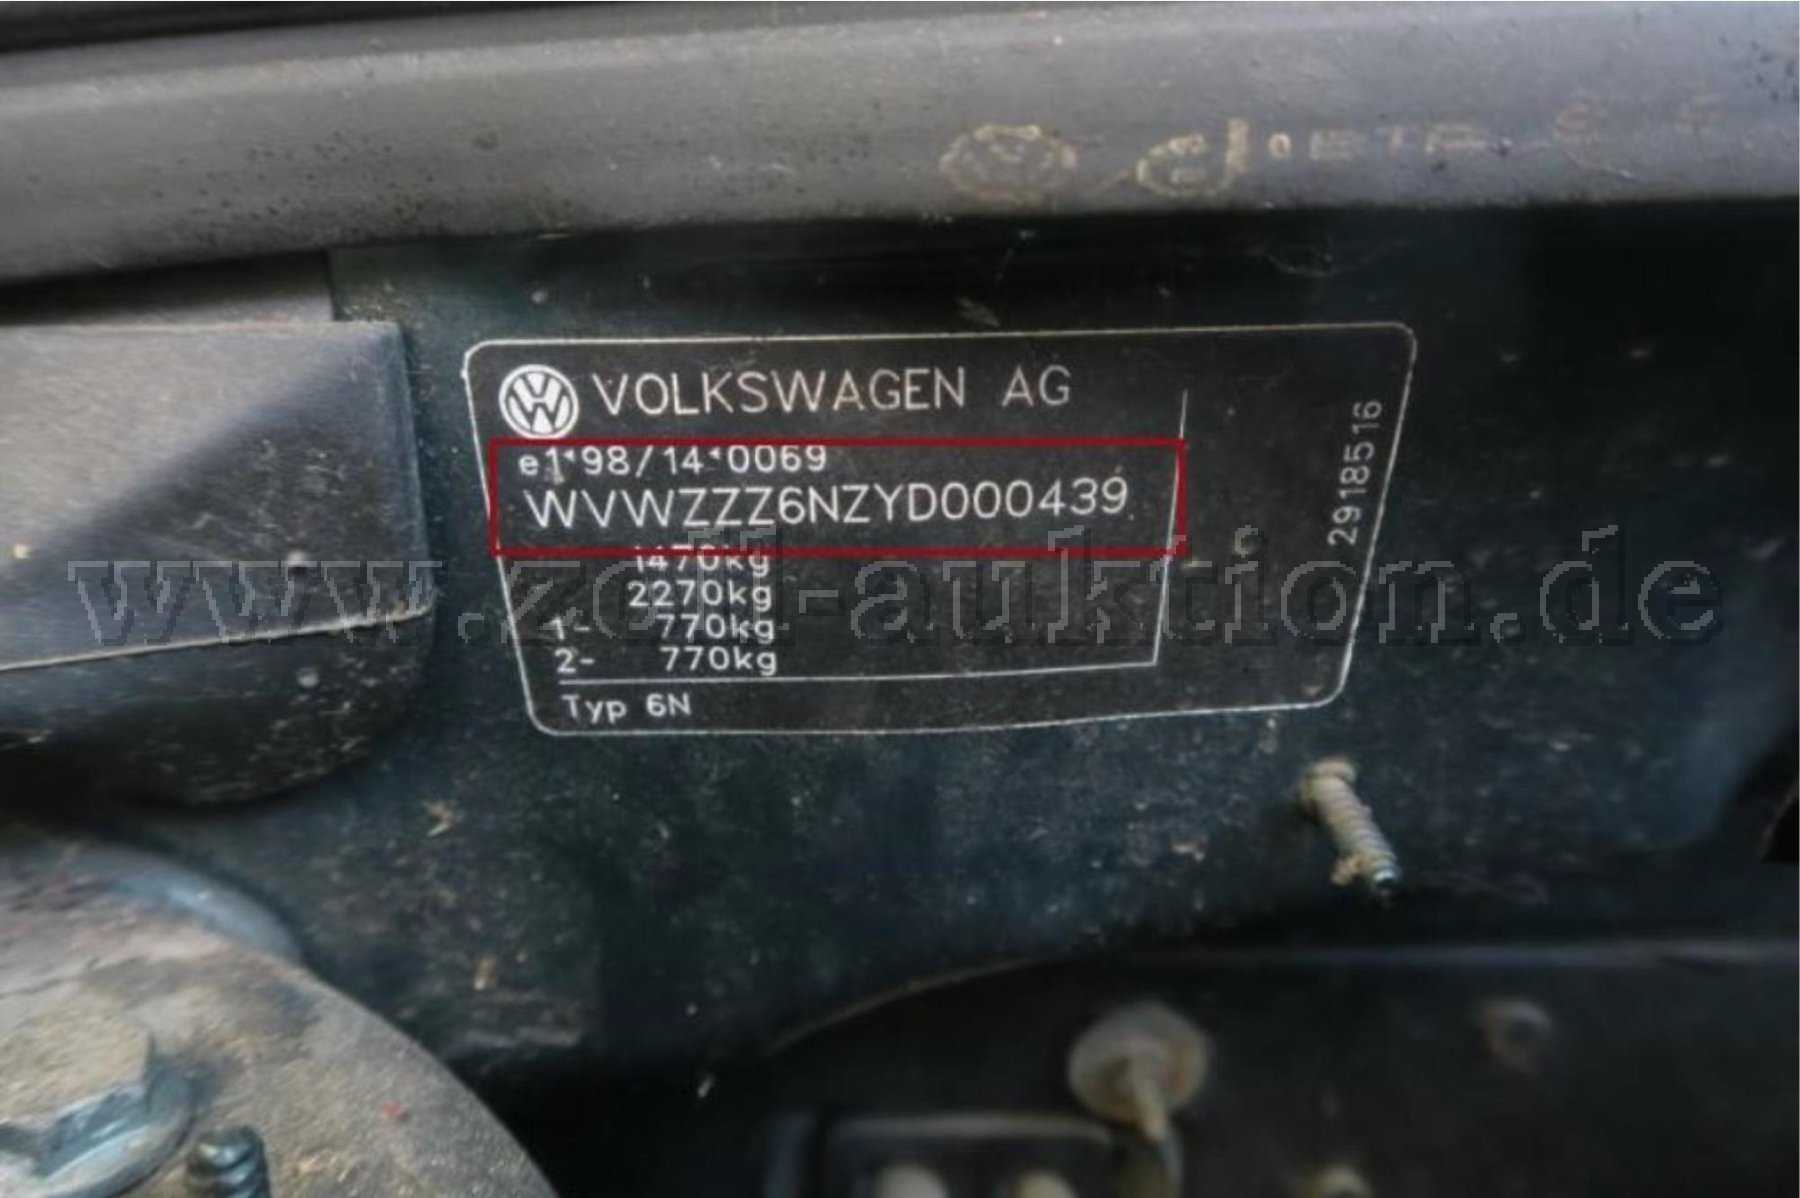 VOLKSWAGEN AG
e1*98/14*0069
WVWZZZ6NZYD000439
1470kg
2270kg
1- 770kg
2- 770kg
Typ 6N
29185516
www.zoll-auktion.de